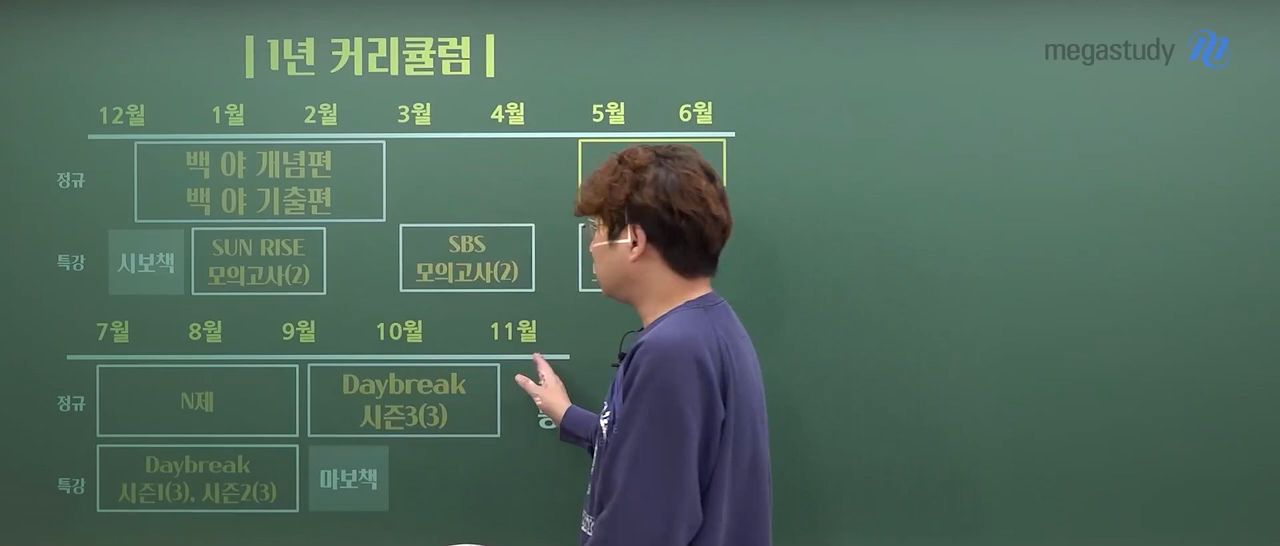 | 1년 커리큘럼 |
megastudy
12월 1월 2월 3월 4월 5월 6월
정규
백 야 개념편
백 야 기출편
특강
시보책
SUN RISE
모의고사(2)
SBS
모의고사(2)
7월 8월 9월 10월 11월
정규
N제
Daybreak
시즌3(3)
특강
Daybreak
시즌1(3), 시즌2(3)
마보책